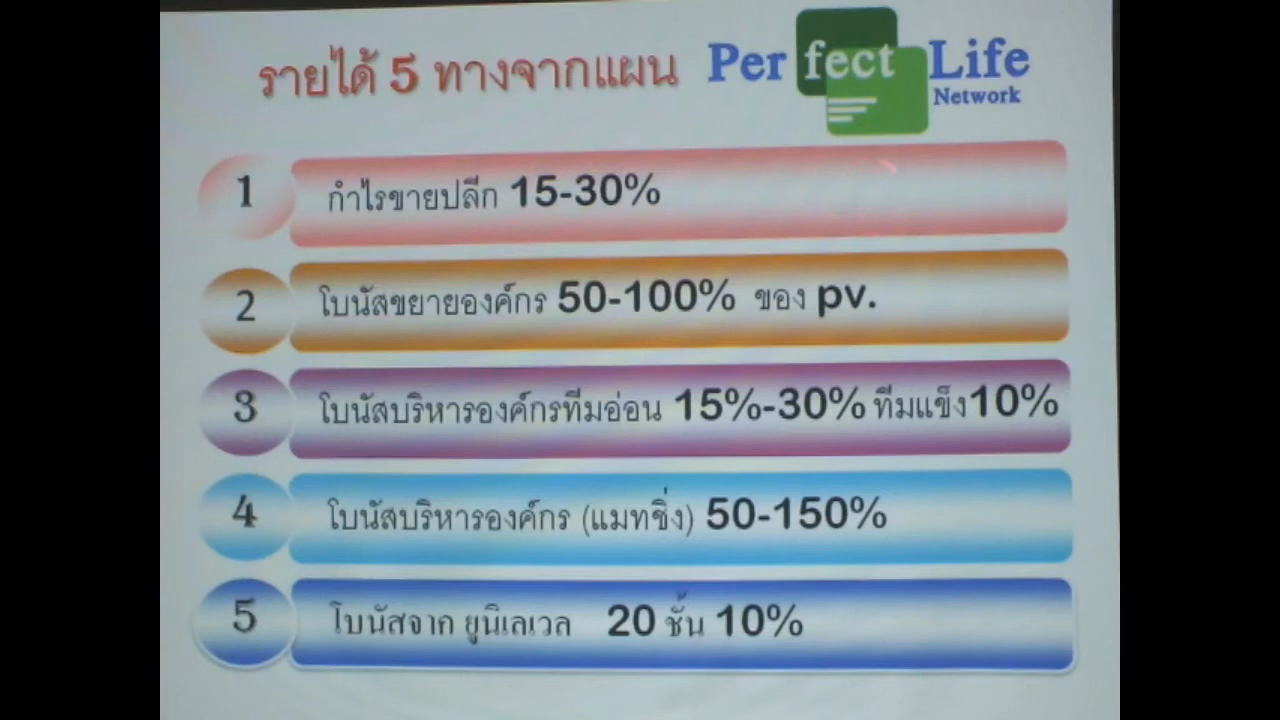 รายได้ 5 ทางจากแผน Perfect Life
Network
1 กำไรขายปลีก 15-30%
2 โบนัสขยายองค์กร 50-100% ของ pv.
3 โบนัสบริหารองค์กรทีมอ่อน 15%-30% ทีมแข็ง10%
4 โบนัสบริหารองค์กร (แมทชิ่ง) 50-150%
5 โบนัสจาก ยูนิเลเวล 20 ชั้น 10%